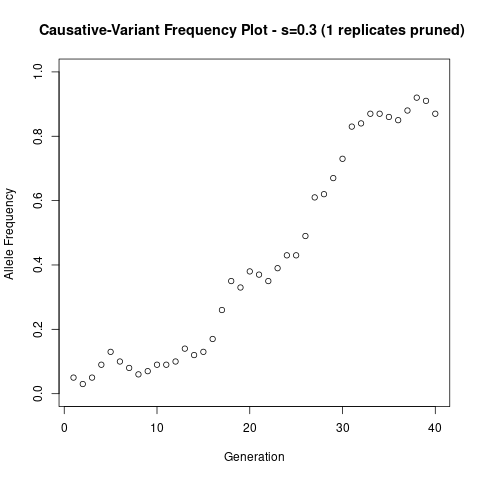 Causative-Variant Frequency Plot - s=0.3 (1 replicates pruned)
1.0
0.8
0.6
0.4
0.2
0.0
Allele Frequency
0 10 20 30 40
Generation